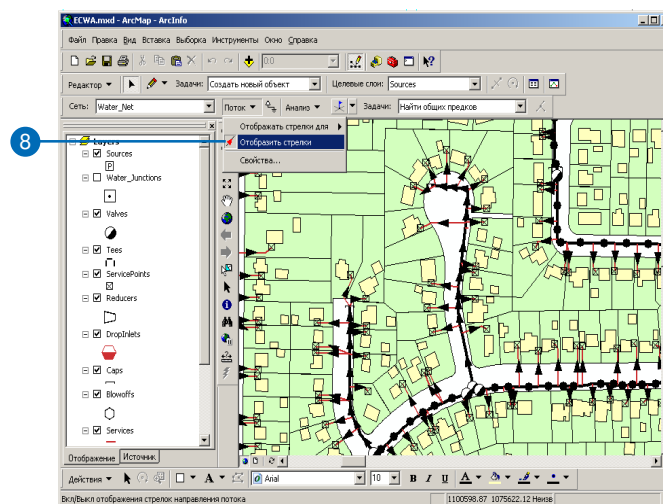 ECWA.mxd - ArcMap - ArcInfo
Файл Правка Вид Вставка Выборка Инструменты Окно Справка
0:0
Редактор Задачи: Создать новый объект Целевые слои: Sources
Сеть: Water_Net Поток Анализ Задачи: Найти общих предков
Отображать стрелки для
8 Отобразить стрелки
Свойства...
Layers
Sources
P
Water_Junctions
Valves
Tees
ServicePoints
Reducers
DropInlets
Caps
Blowoffs
Services
Отображение Источник
Действия A Arial 10 B I U A
Вкл/Выкл отображения стрелок направления потока 1100598.87 1075622.12 Неизв